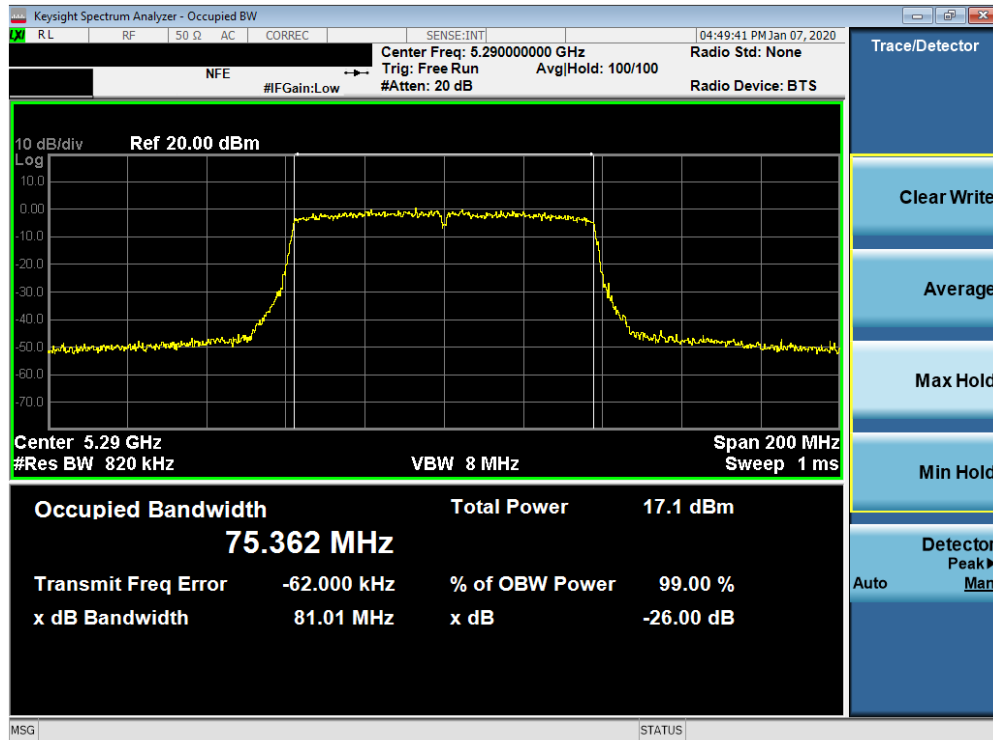 Keysight Spectrum Analyzer - Occupied BW
LXI RL RF 50 Ω AC CORREC SENSE:INT 04:49:41 PM Jan 07, 2020
Center Freq: 5.290000000 GHz Radio Std: None
NFE Trig: Free Run Avg|Hold: 100/100
#IFGain:Low #Atten: 20 dB Radio Device: BTS
10 dB/div Ref 20.00 dBm
Log
10.0
0.00
-10.0
-20.0
-30.0
-40.0
-50.0
-60.0
-70.0
Center 5.29 GHz Span 200 MHz
#Res BW 820 kHz VBW 8 MHz Sweep 1 ms
Occupied Bandwidth Total Power 17.1 dBm
75.362 MHz
Transmit Freq Error -62.000 kHz % of OBW Power 99.00 %
x dB Bandwidth 81.01 MHz x dB -26.00 dB
MSG STATUS
Trace/Detector
Clear Write
Average
Max Hold
Min Hold
Detector
Peak▶
Auto Man